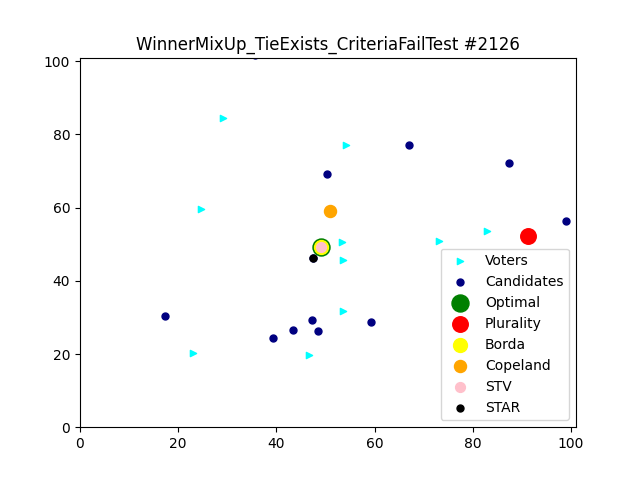 WinnerMixUp_TieExists_CriteriaFailTest #2126
100
80
60
40
20
0
0 20 40 60 80 100
Voters
Candidates
Optimal
Plurality
Borda
Copeland
STV
STAR